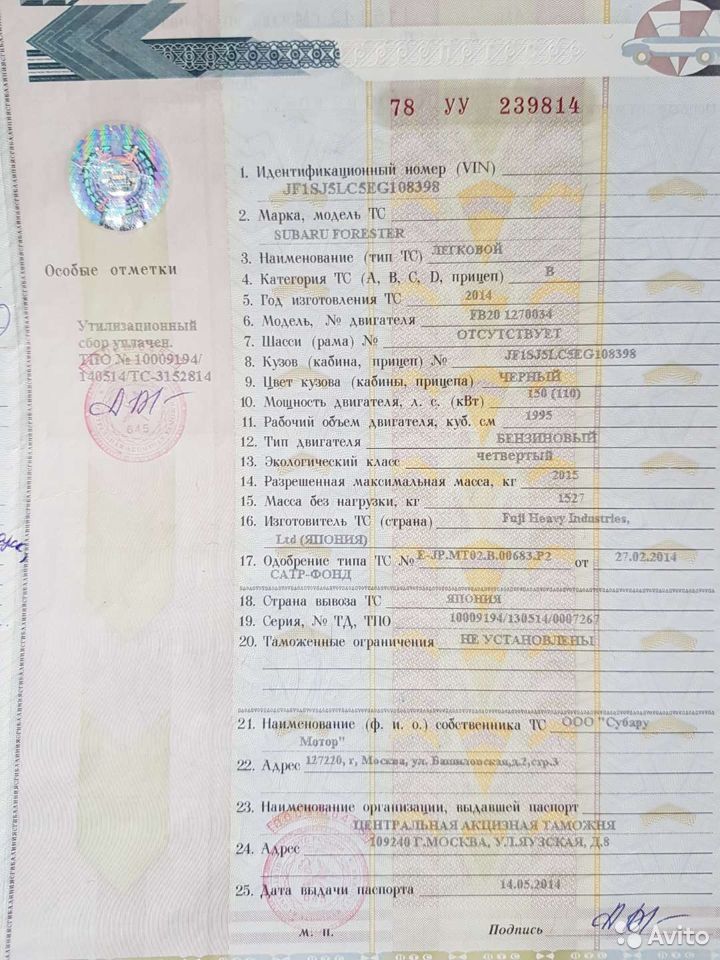 78 УУ 239814
1. Идентификационный номер (VIN)
JF1SJ5LC5EG108398
2. Марка, модель ТС
SUBARU FORESTER
3. Наименование (тип ТС) ЛЕГКОВОЙ
4. Категория ТС (A, B, C, D, прицеп) B
5. Год изготовления ТС 2014
6. Модель, № двигателя FB20 1270034
7. Шасси (рама) № ОТСУТСТВУЕТ
8. Кузов (кабина, прицеп) № JF1SJ5LC5EG108398
9. Цвет кузова (кабины, прицепа) ЧЕРНЫЙ
10. Мощность двигателя, л. с. (кВт) 150 (110)
11. Рабочий объем двигателя, куб. см 1995
12. Тип двигателя БЕНЗИНОВЫЙ
13. Экологический класс четвертый
14. Разрешенная максимальная масса, кг 2015
15. Масса без нагрузки, кг 1527
16. Изготовитель ТС (страна) Fuji Heavy Industries,
Ltd (ЯПОНИЯ)
17. Одобрение типа ТС № E-JP.MT02.B.00683.P2 от 27.02.2014
САТР-ФОНД
18. Страна вывоза ТС ЯПОНИЯ
19. Серия, № ТД, ТПО 10009194/130514/0007267
20. Таможенные ограничения НЕ УСТАНОВЛЕНЫ
21. Наименование (ф. и. о.) собственника ТС ООО "Субару
Мотор"
22. Адрес 127220, г, Москва, ул. Башиловская,д.2,стр.3
23. Наименование организации, выдавшей паспорт
ЦЕНТРАЛЬНАЯ АКЦИЗНАЯ ТАМОЖНЯ
24. Адрес 109240 Г.МОСКВА, УЛ.ЯУЗСКАЯ, Д.8
25. Дата выдачи паспорта 14.05.2014
М. П. Подпись
Особые отметки
Утилизационный
сбор уплачен.
ТПО № 10009194/
140514/ТС-3152814
645
Avito